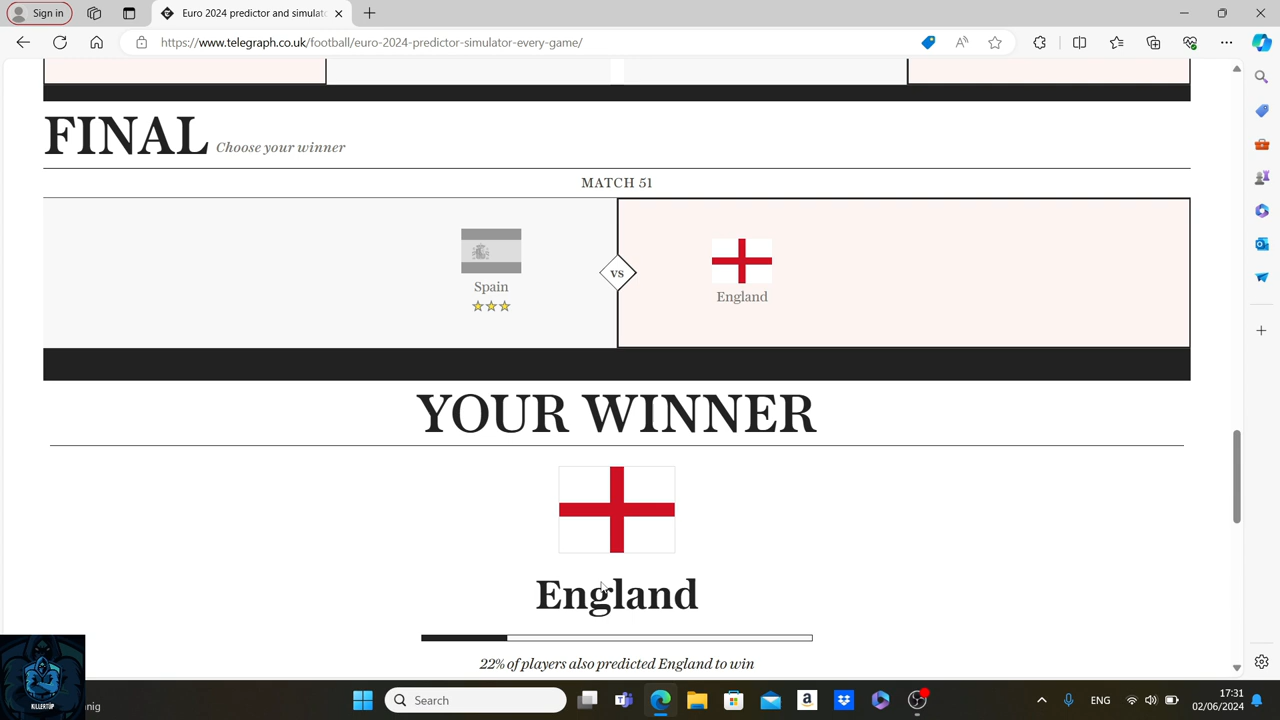 Sign in
Euro 2024 predictor and simulat
https://www.telegraph.co.uk/football/euro-2024-predictor-simulator-every-game/
FINAL Choose your winner
MATCH 51
Spain
vs
England
YOUR WINNER
England
22% of players also predicted England to win
KILLERTÜP
nig
Search
ENG
17:31
02/06/2024